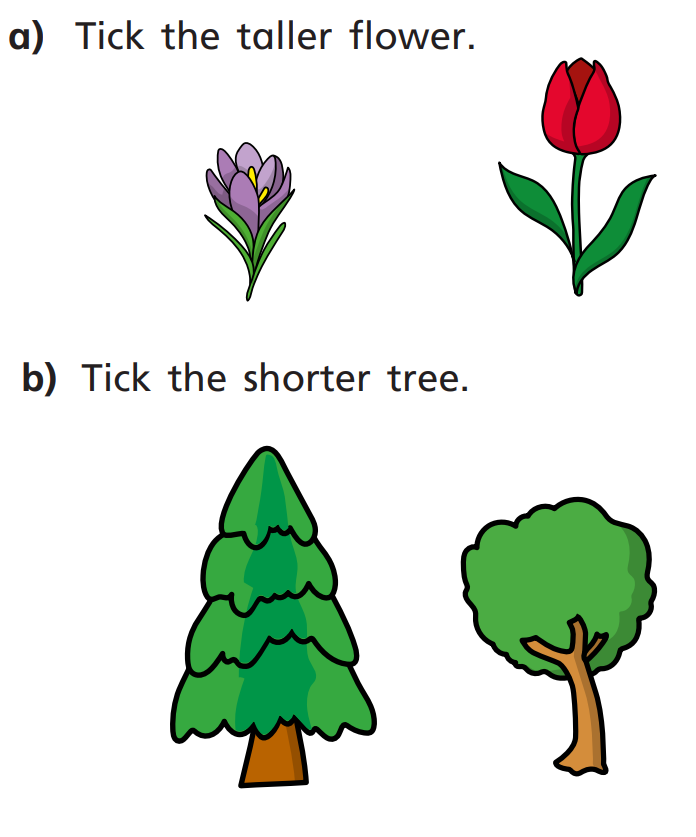 a) Tick the taller flower.
b) Tick the shorter tree.